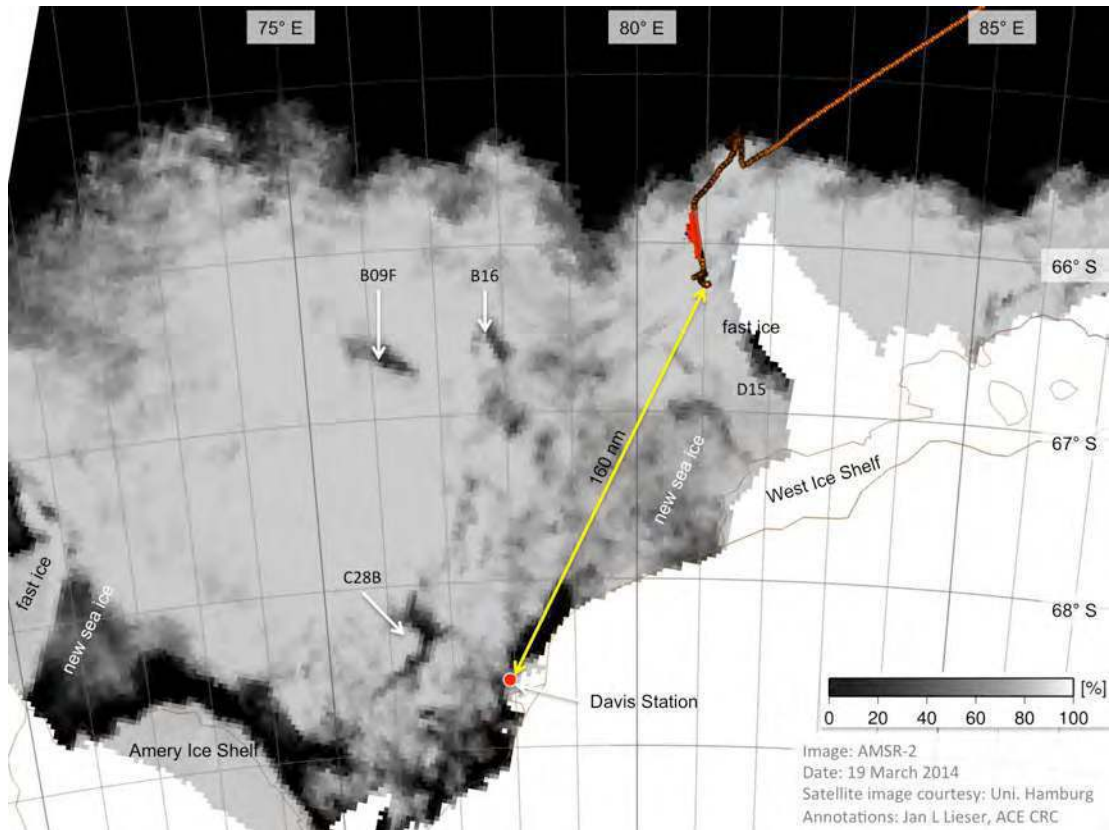 75° E
80° E
85° E
66° S
B09F
B16
fast ice
D15
67° S
160 nm
new sea ice
West Ice Shelf
fast ice
new sea ice
C28B
68° S
Davis Station
Amery Ice Shelf
[%]
0 20 40 60 80 100
Image: AMSR-2
Date: 19 March 2014
Satellite image courtesy: Uni. Hamburg
Annotations: Jan L Lieser, ACE CRC